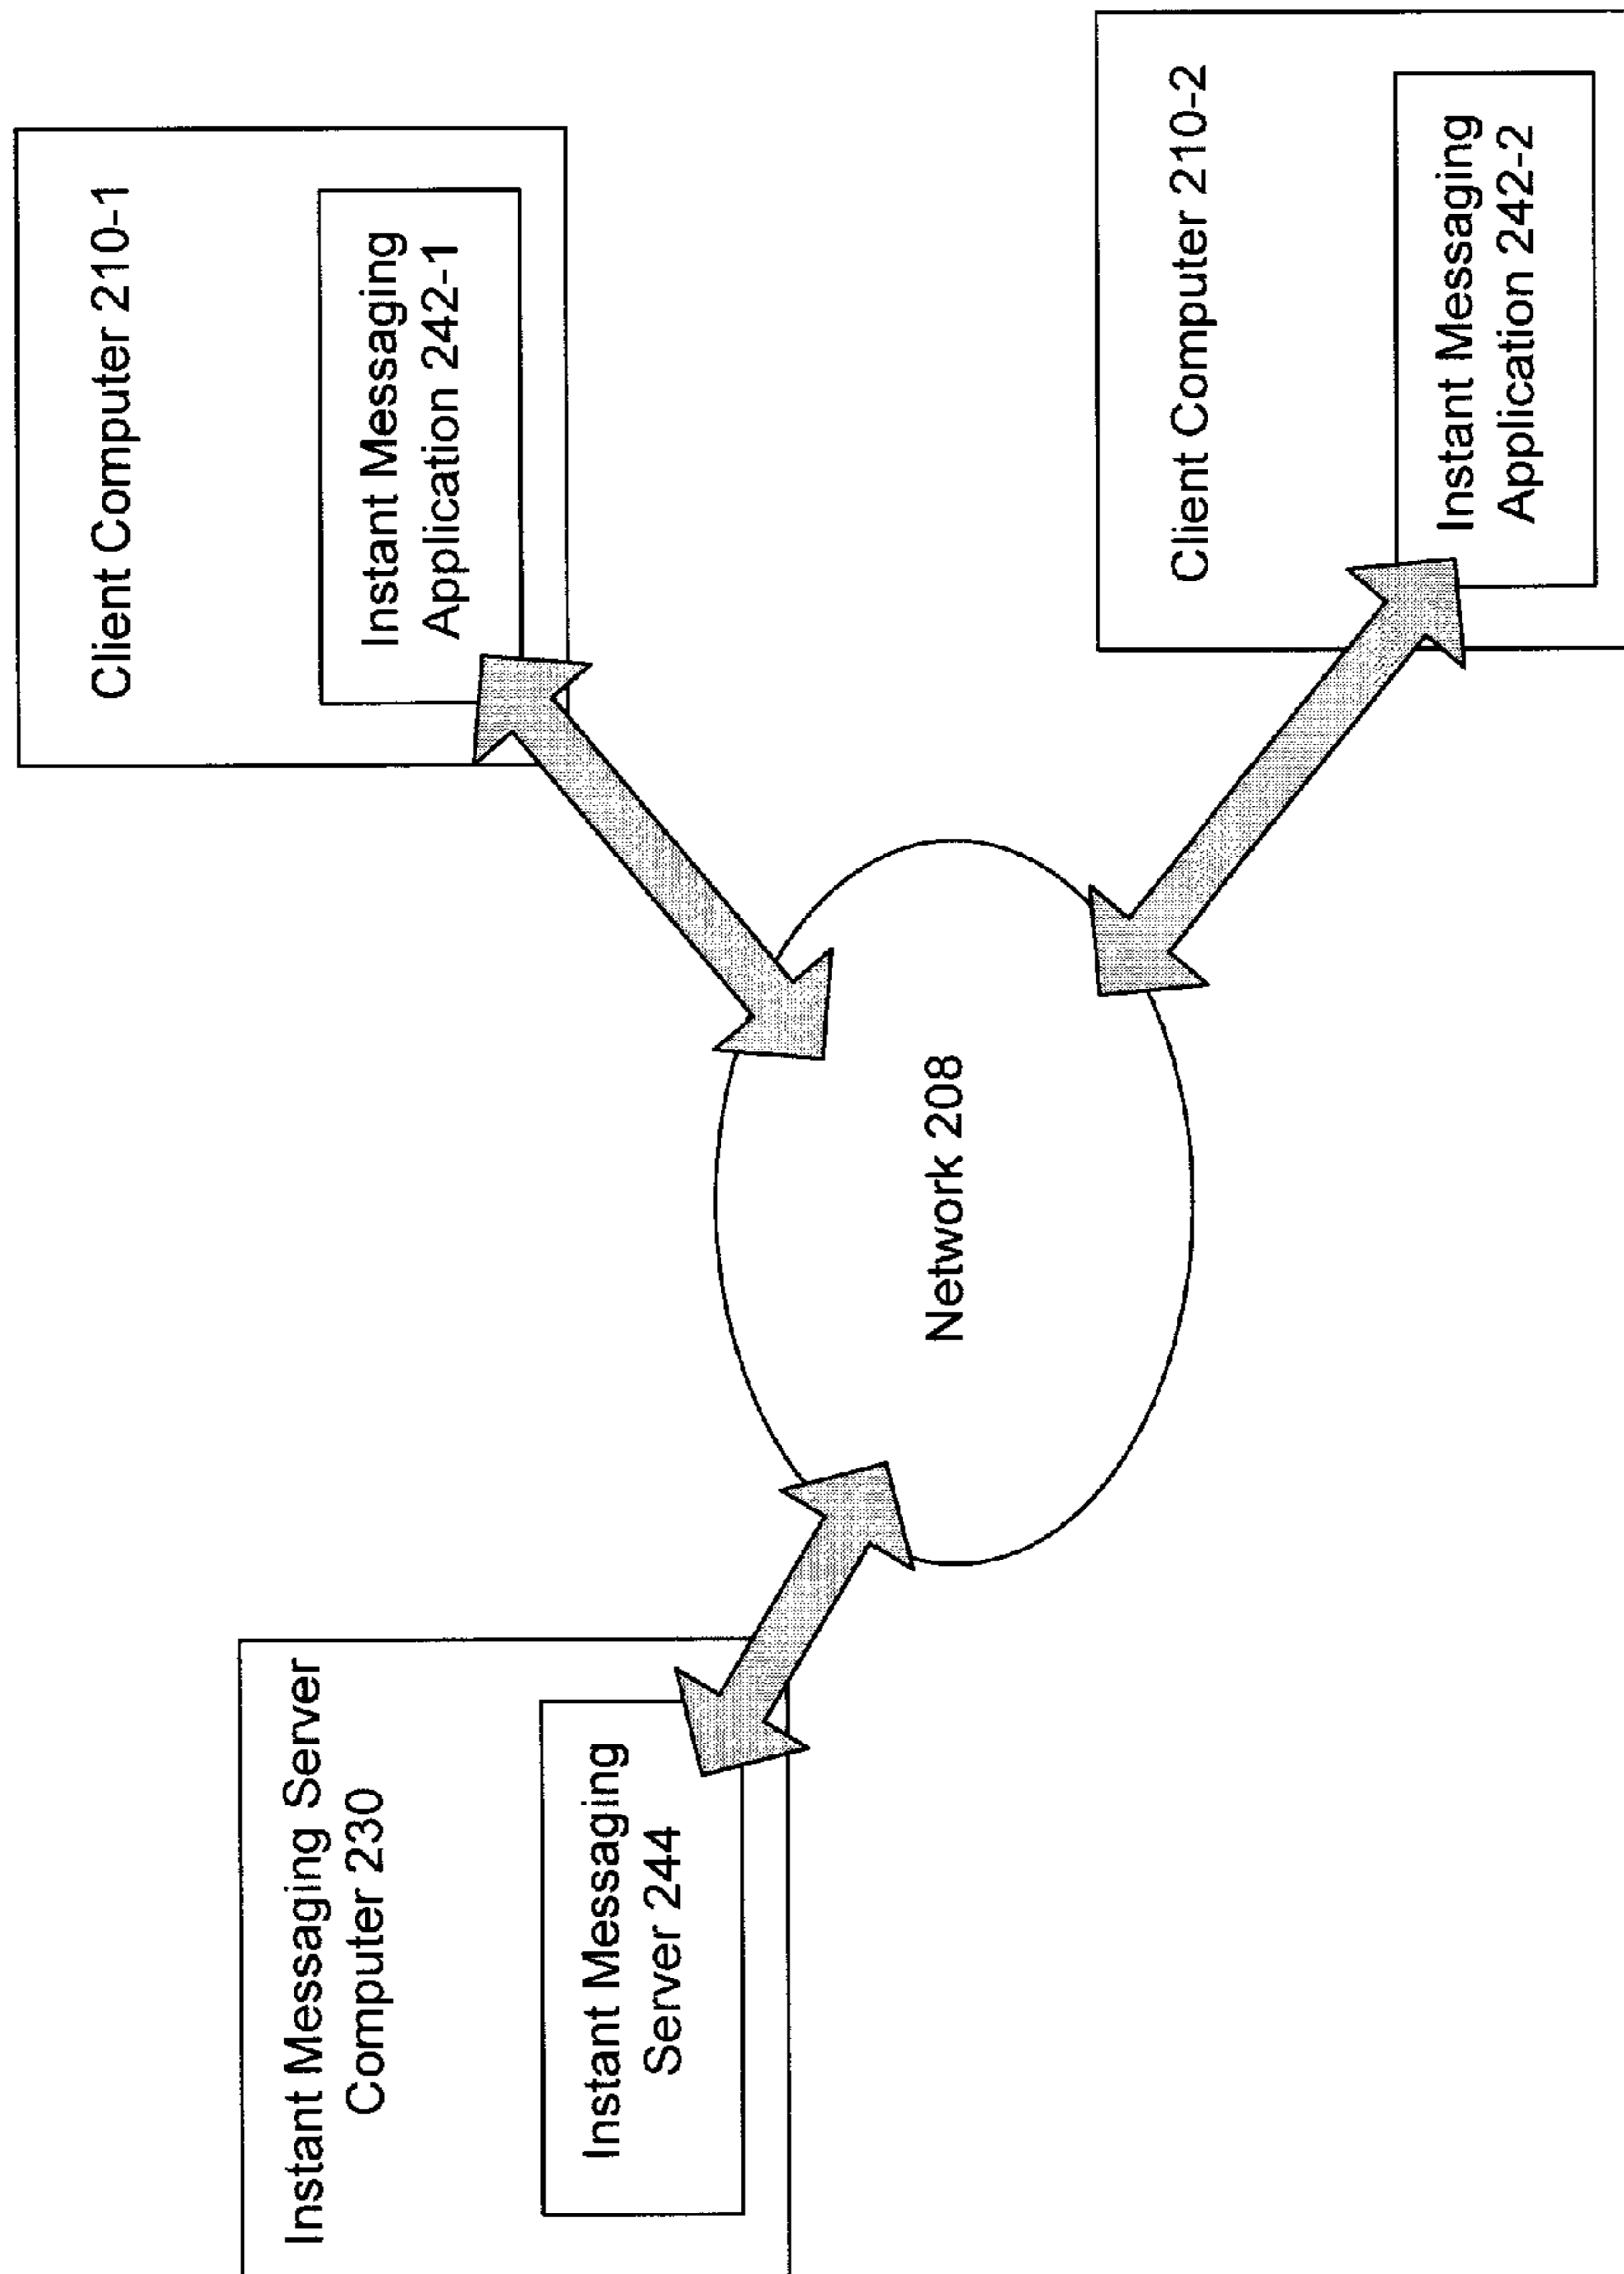 Instant Messaging Server
Computer 230
Instant Messaging
Server 244
Network 208
Client Computer 210-1
Instant Messaging
Application 242-1
Client Computer 210-2
Instant Messaging
Application 242-2